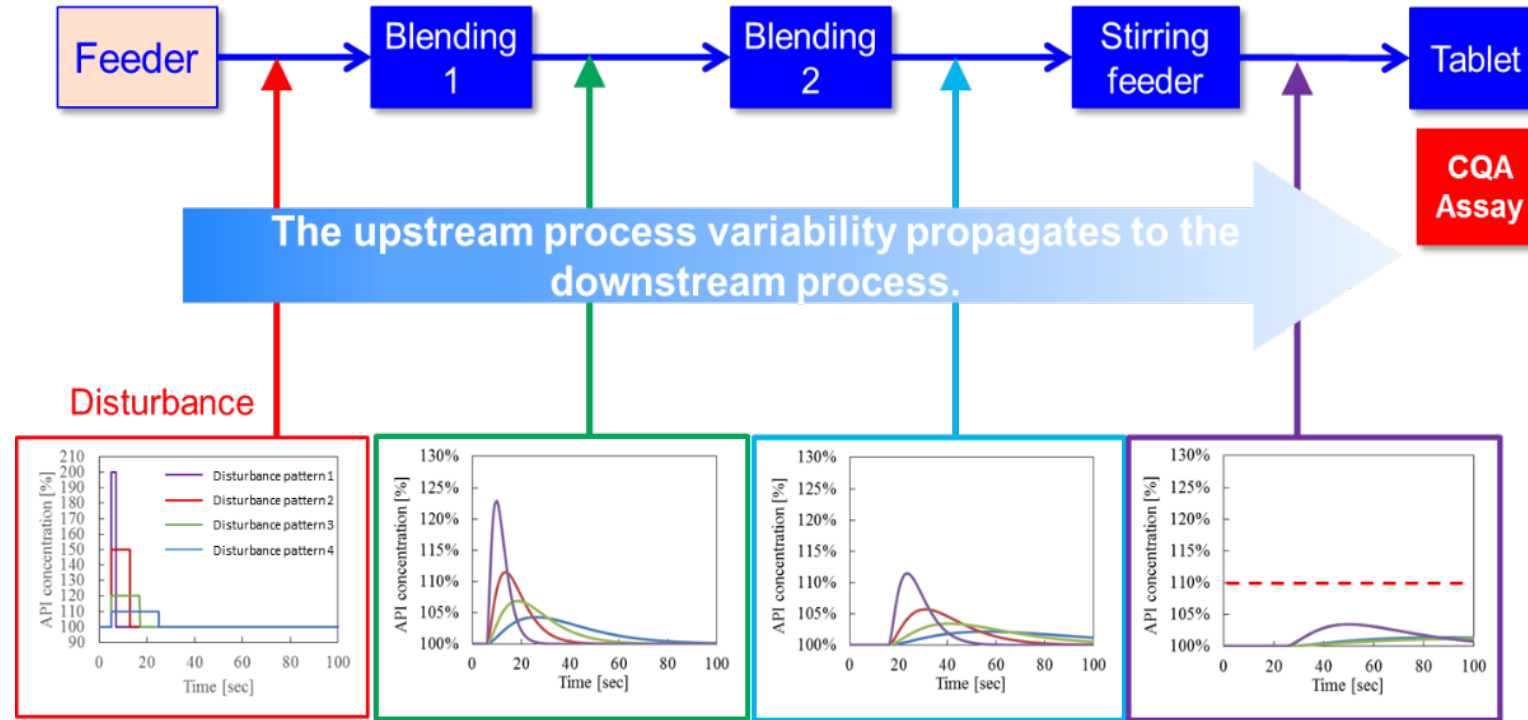 Feeder
Blending
1
Blending
2
Stirring
feeder
Tablet
CQA
Assay
The upstream process variability propagates to the
downstream process.
Disturbance
API concentration [%]
210
200
190
180
170
160
150
140
130
120
110
100
90
Disturbance pattern 1
Disturbance pattern 2
Disturbance pattern 3
Disturbance pattern 4
0 20 40 60 80 100
Time [sec]
API concentration [%]
130%
125%
120%
115%
110%
105%
100%
0 20 40 60 80 100
Time [sec]
API concentration [%]
130%
125%
120%
115%
110%
105%
100%
0 20 40 60 80 100
Time [sec]
API concentration [%]
130%
125%
120%
115%
110%
105%
100%
0 20 40 60 80 100
Time [sec]